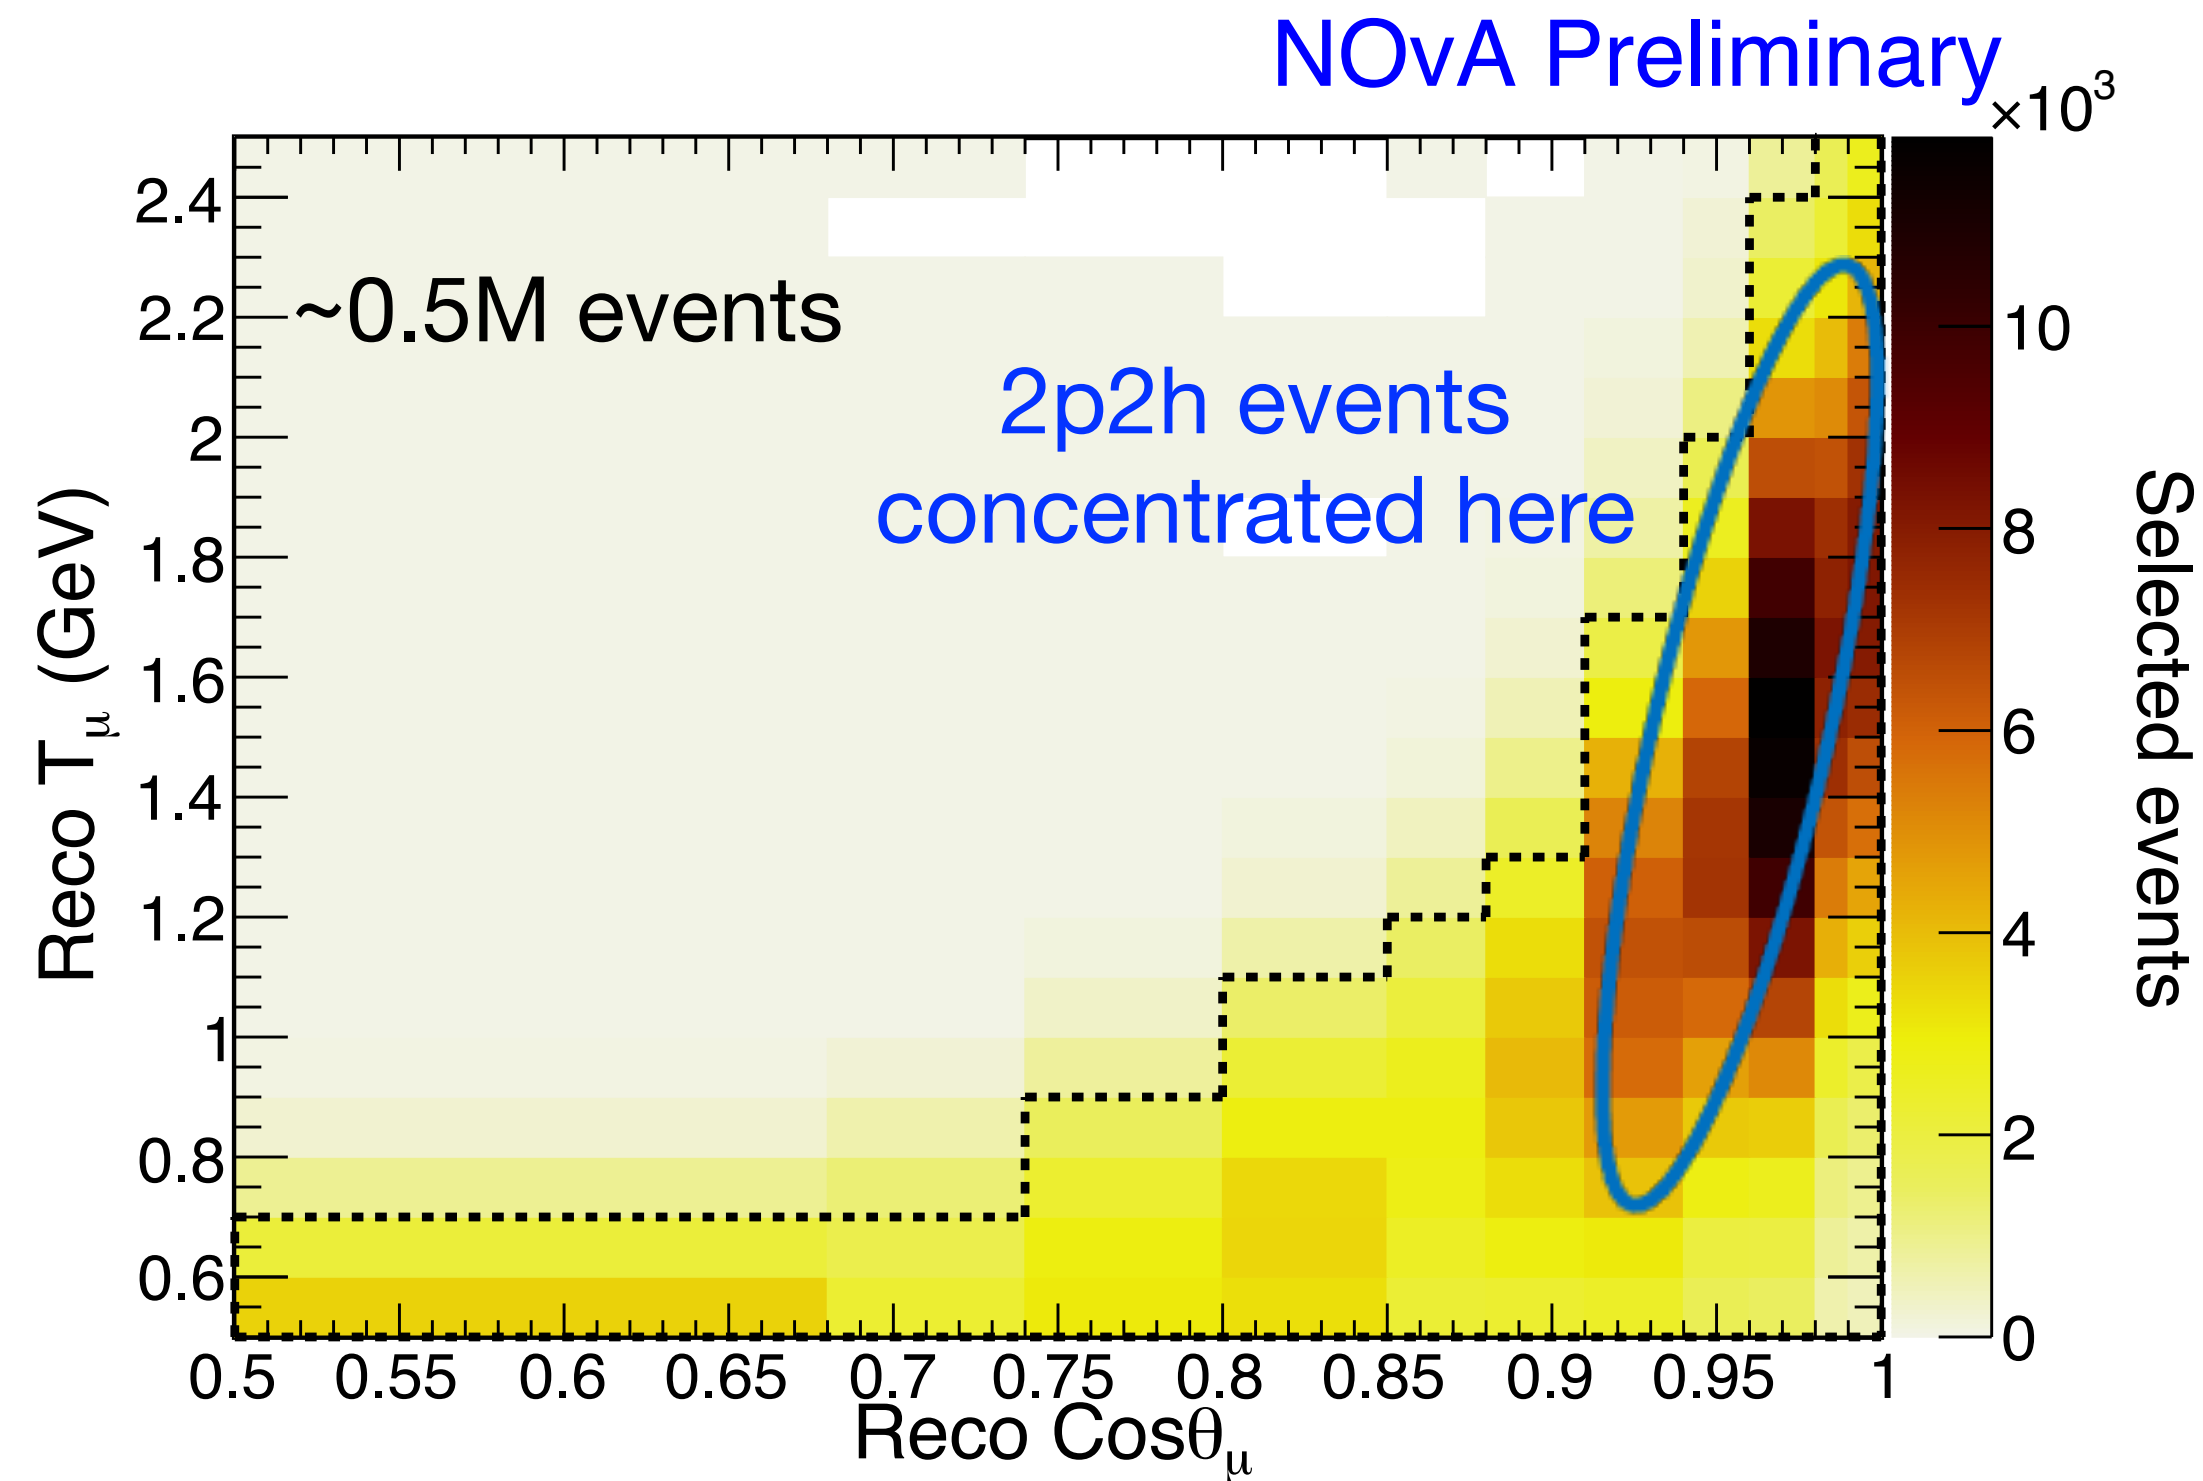 NOvA Preliminary
×10³
2.4
2.2
2
1.8
1.6
1.4
1.2
1
0.8
0.6
Reco Tμ (GeV)
~0.5M events
2p2h events
concentrated here
10
8
6
4
2
0
Selected events
0.5 0.55 0.6 0.65 0.7 0.75 0.8 0.85 0.9 0.95 1
Reco Cosθμ